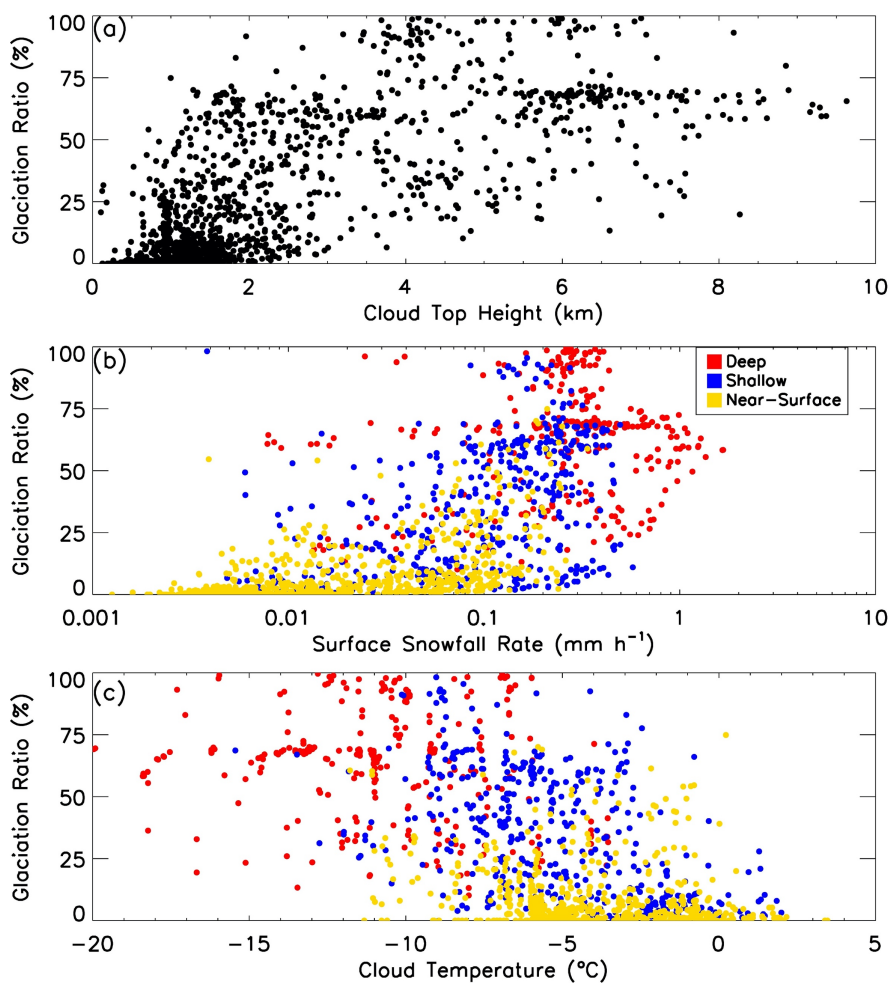 (a)
Glaciation Ratio (%)
100
75
50
25
0
0 2 4 6 8 10
Cloud Top Height (km)
(b)
Deep
Shallow
Near-Surface
Glaciation Ratio (%)
100
75
50
25
0
0.001 0.01 0.1 1 10
Surface Snowfall Rate (mm h⁻¹)
(c)
Glaciation Ratio (%)
100
75
50
25
0
-20 -15 -10 -5 0 5
Cloud Temperature (°C)